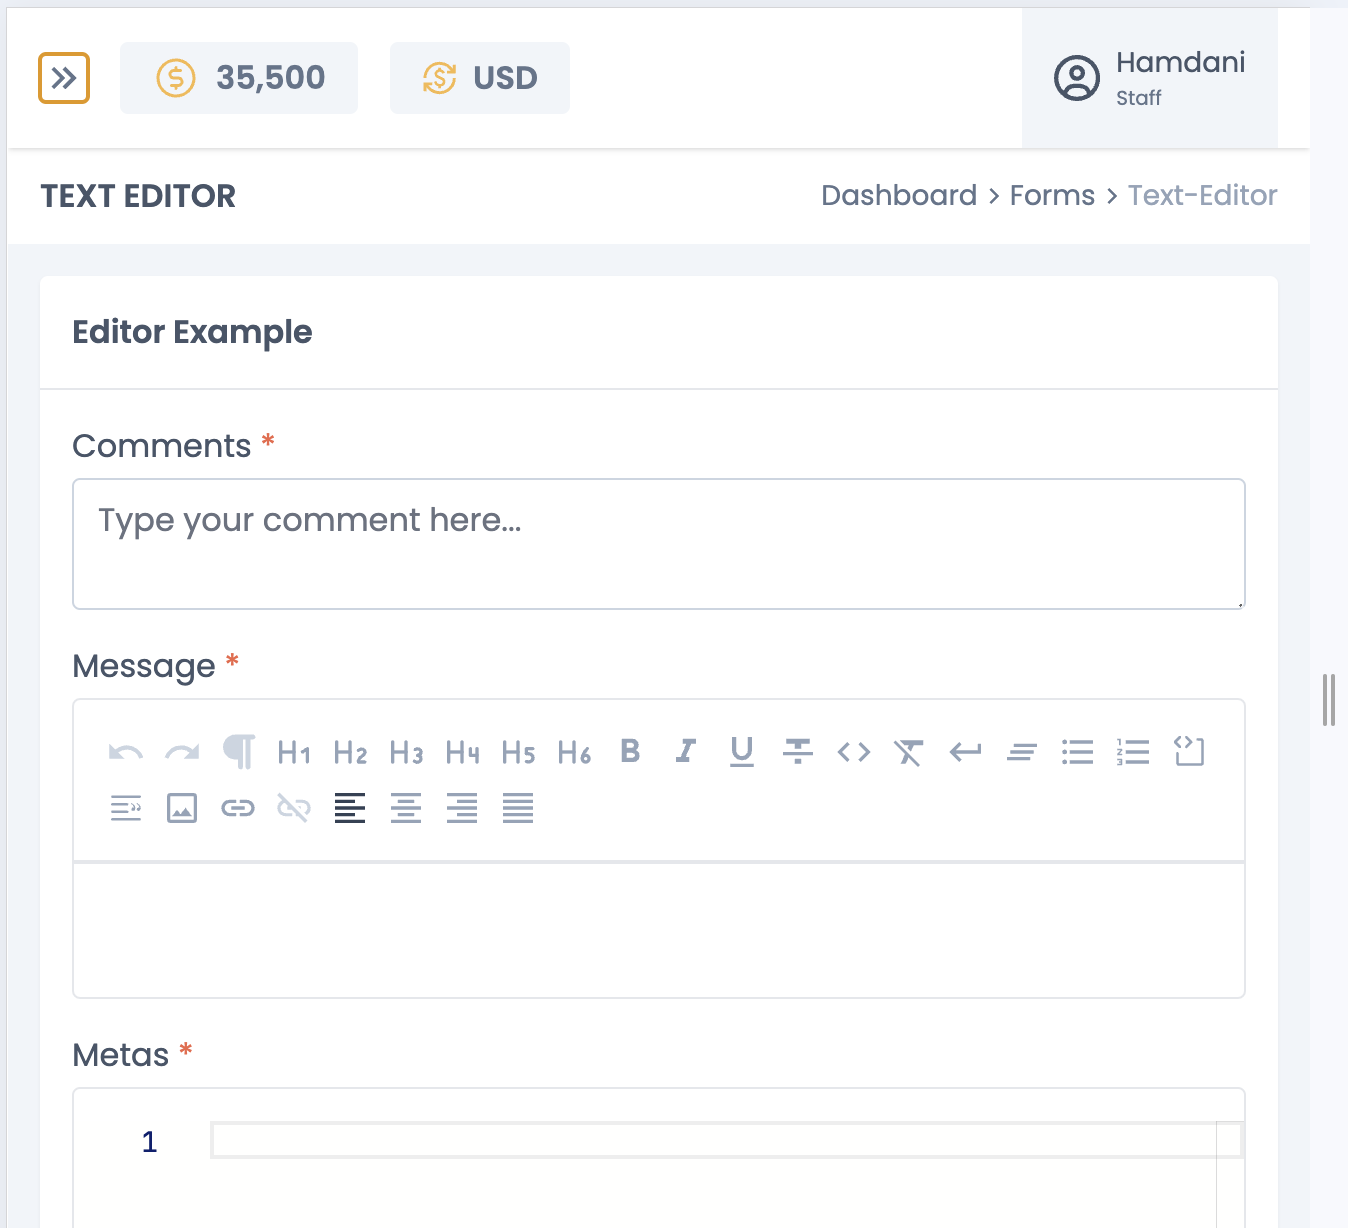 35,500 USD Hamdani
Staff
TEXT EDITOR Dashboard > Forms > Text-Editor
Editor Example
Comments *
Type your comment here...
Message *
H1 H2 H3 H4 H5 H6 B I U T
Metas *
1